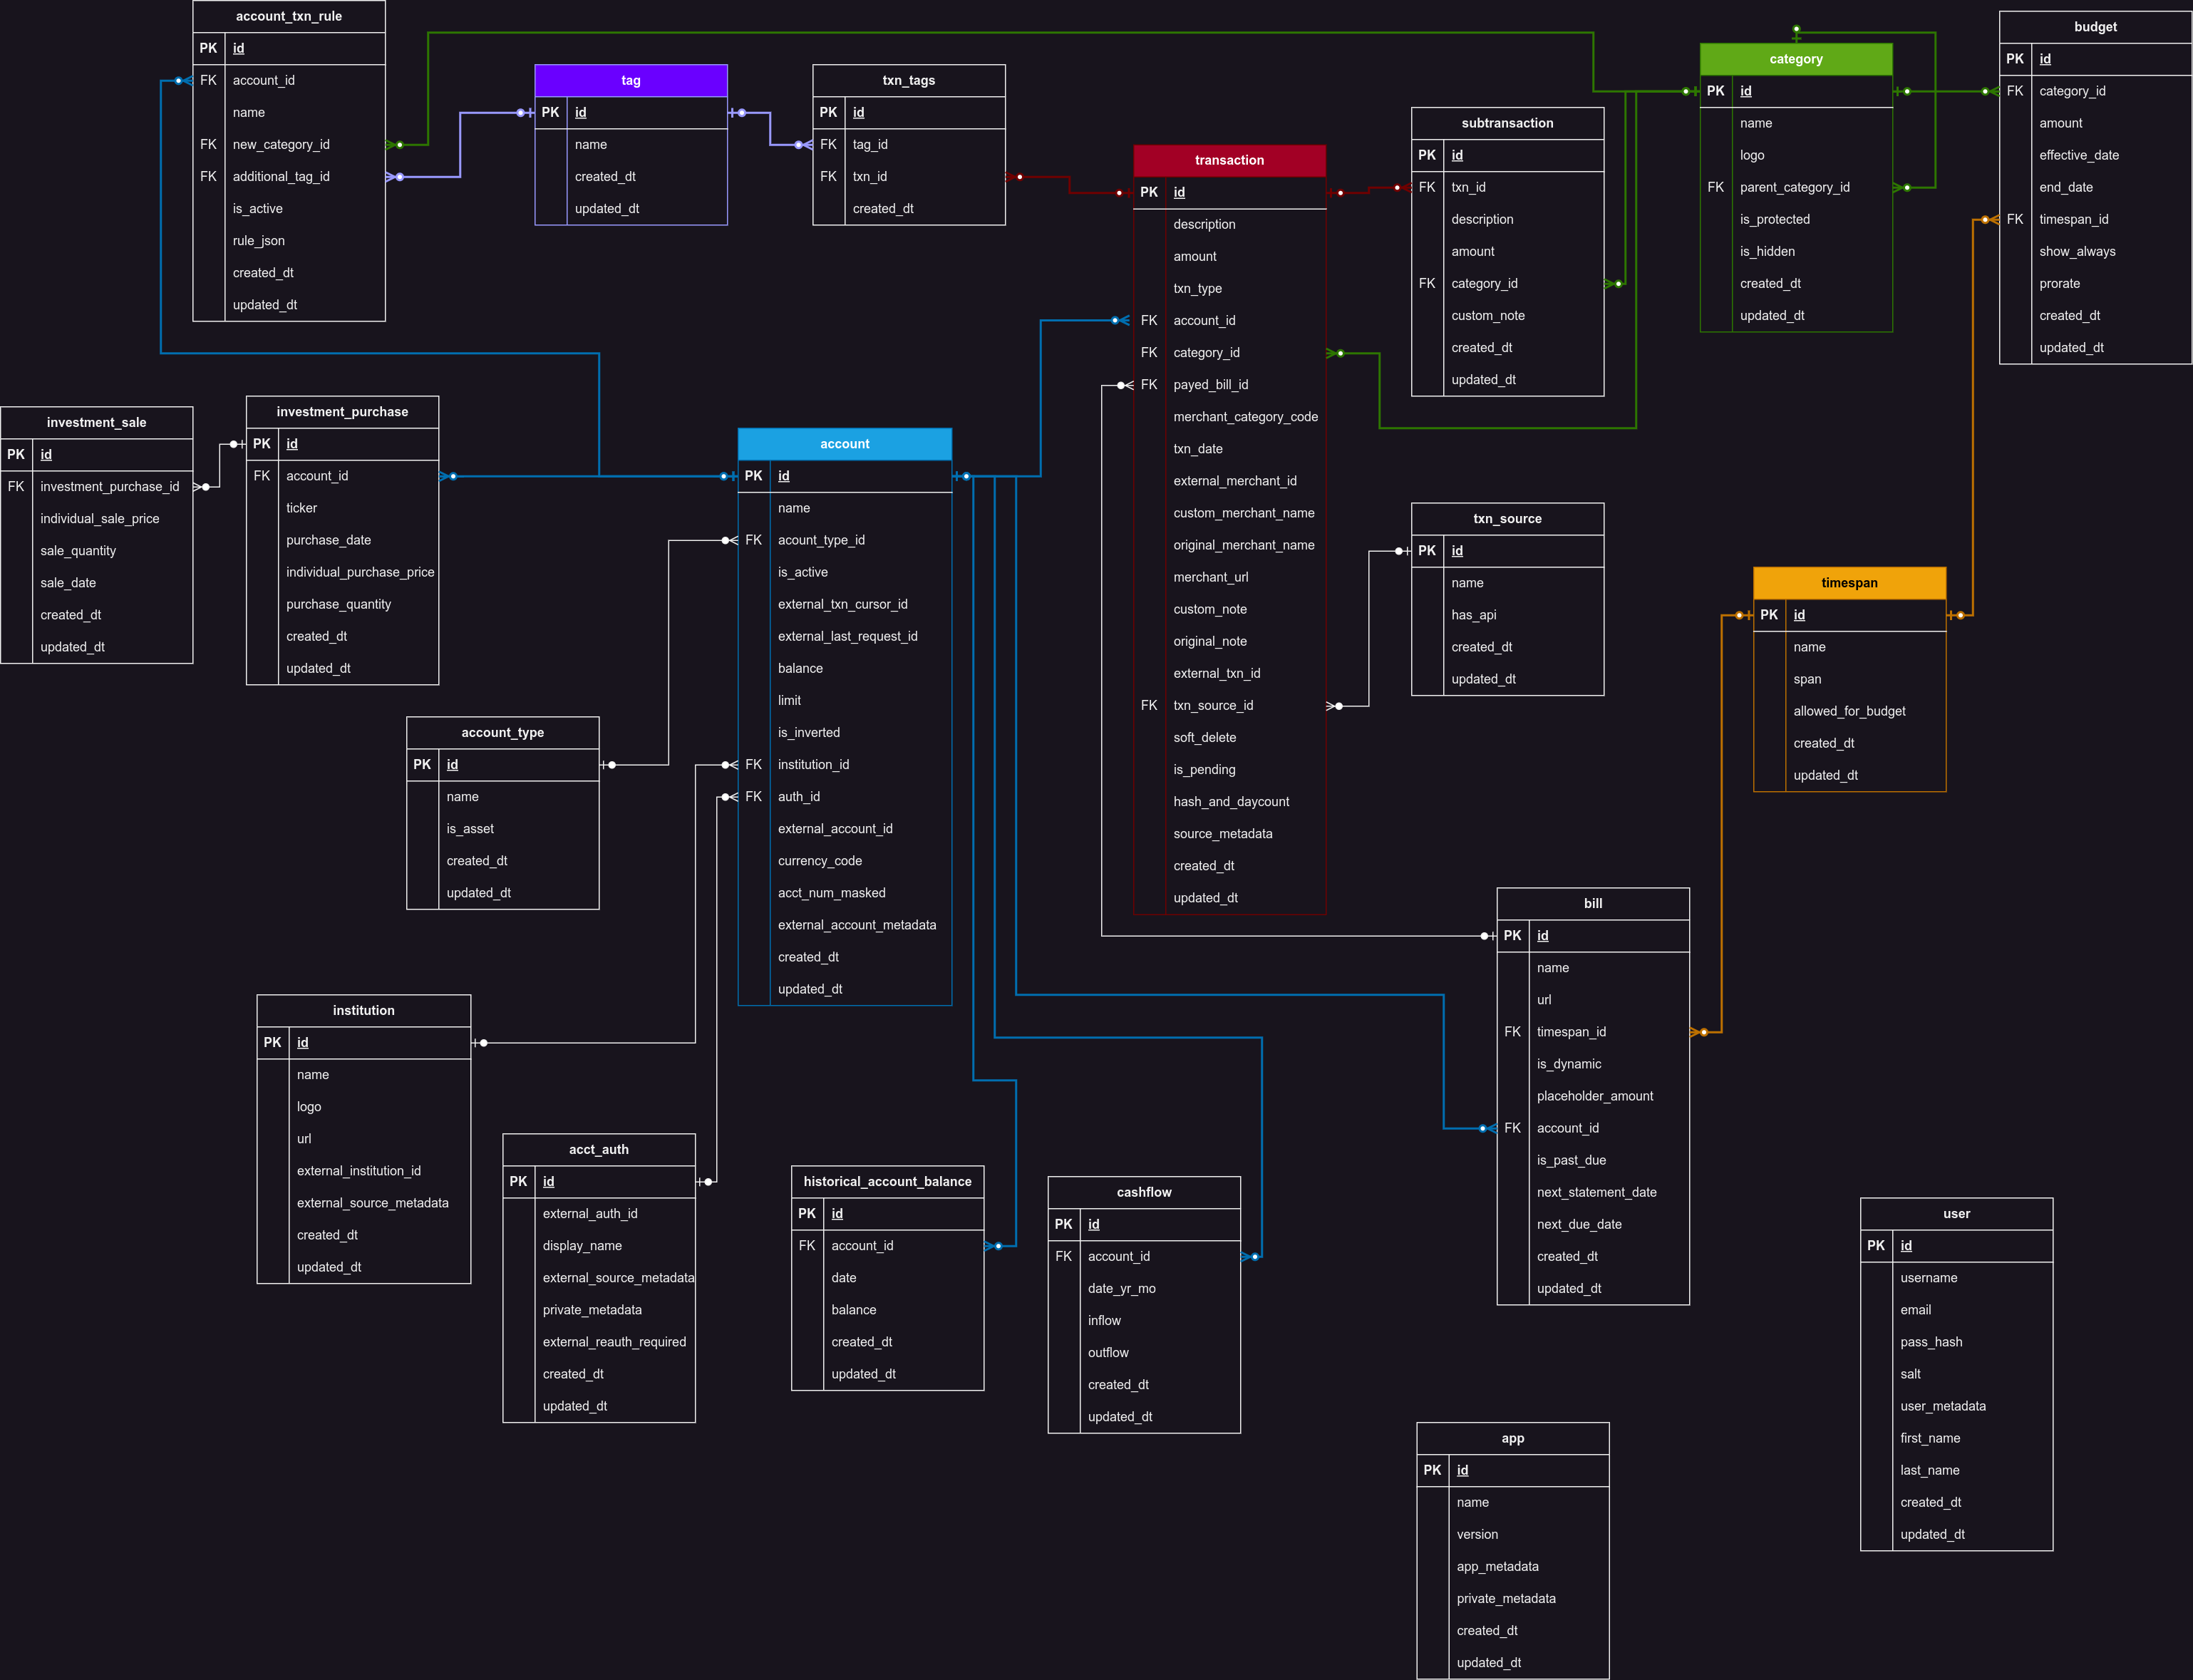 account_txn_rule
PK id
FK account_id
name
FK new_category_id
FK additional_tag_id
is_active
rule_json
created_dt
updated_dt
tag
PK id
name
created_dt
updated_dt
txn_tags
PK id
FK tag_id
FK txn_id
created_dt
transaction
PK id
description
amount
txn_type
FK account_id
FK category_id
FK payed_bill_id
merchant_category_code
txn_date
external_merchant_id
custom_merchant_name
original_merchant_name
merchant_url
custom_note
original_note
external_txn_id
FK txn_source_id
soft_delete
is_pending
hash_and_daycount
source_metadata
created_dt
updated_dt
subtransaction
PK id
FK txn_id
description
amount
FK category_id
custom_note
created_dt
updated_dt
category
PK id
name
logo
FK parent_category_id
is_protected
is_hidden
created_dt
updated_dt
budget
PK id
FK category_id
amount
effective_date
end_date
FK timespan_id
show_always
prorate
created_dt
updated_dt
investment_sale
PK id
FK investment_purchase_id
individual_sale_price
sale_quantity
sale_date
created_dt
updated_dt
investment_purchase
PK id
FK account_id
ticker
purchase_date
individual_purchase_price
purchase_quantity
created_dt
updated_dt
account
PK id
name
FK acount_type_id
is_active
external_txn_cursor_id
external_last_request_id
balance
limit
is_inverted
FK institution_id
FK auth_id
external_account_id
currency_code
acct_num_masked
external_account_metadata
created_dt
updated_dt
txn_source
PK id
name
has_api
created_dt
updated_dt
timespan
PK id
name
span
allowed_for_budget
created_dt
updated_dt
account_type
PK id
name
is_asset
created_dt
updated_dt
bill
PK id
name
url
FK timespan_id
is_dynamic
placeholder_amount
FK account_id
is_past_due
next_statement_date
next_due_date
created_dt
updated_dt
institution
PK id
name
logo
url
external_institution_id
external_source_metadata
created_dt
updated_dt
acct_auth
PK id
external_auth_id
display_name
external_source_metadata
private_metadata
external_reauth_required
created_dt
updated_dt
historical_account_balance
PK id
FK account_id
date
balance
created_dt
updated_dt
cashflow
PK id
FK account_id
date_yr_mo
inflow
outflow
created_dt
updated_dt
user
PK id
username
email
pass_hash
salt
user_metadata
first_name
last_name
created_dt
updated_dt
app
PK id
name
version
app_metadata
private_metadata
created_dt
updated_dt